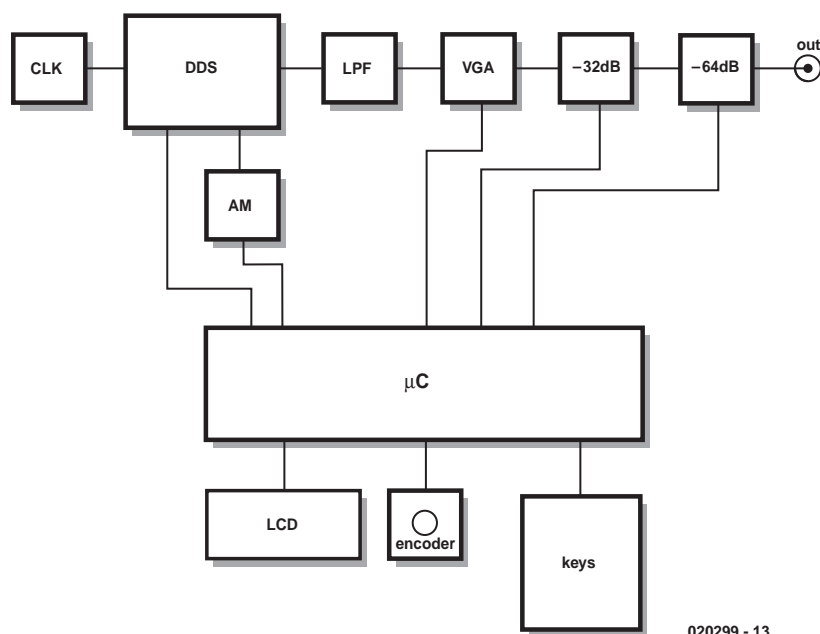 out
CLK
DDS
LPF
VGA
–32dB
–64dB
AM
μC
LCD
encoder
keys
020299 - 13